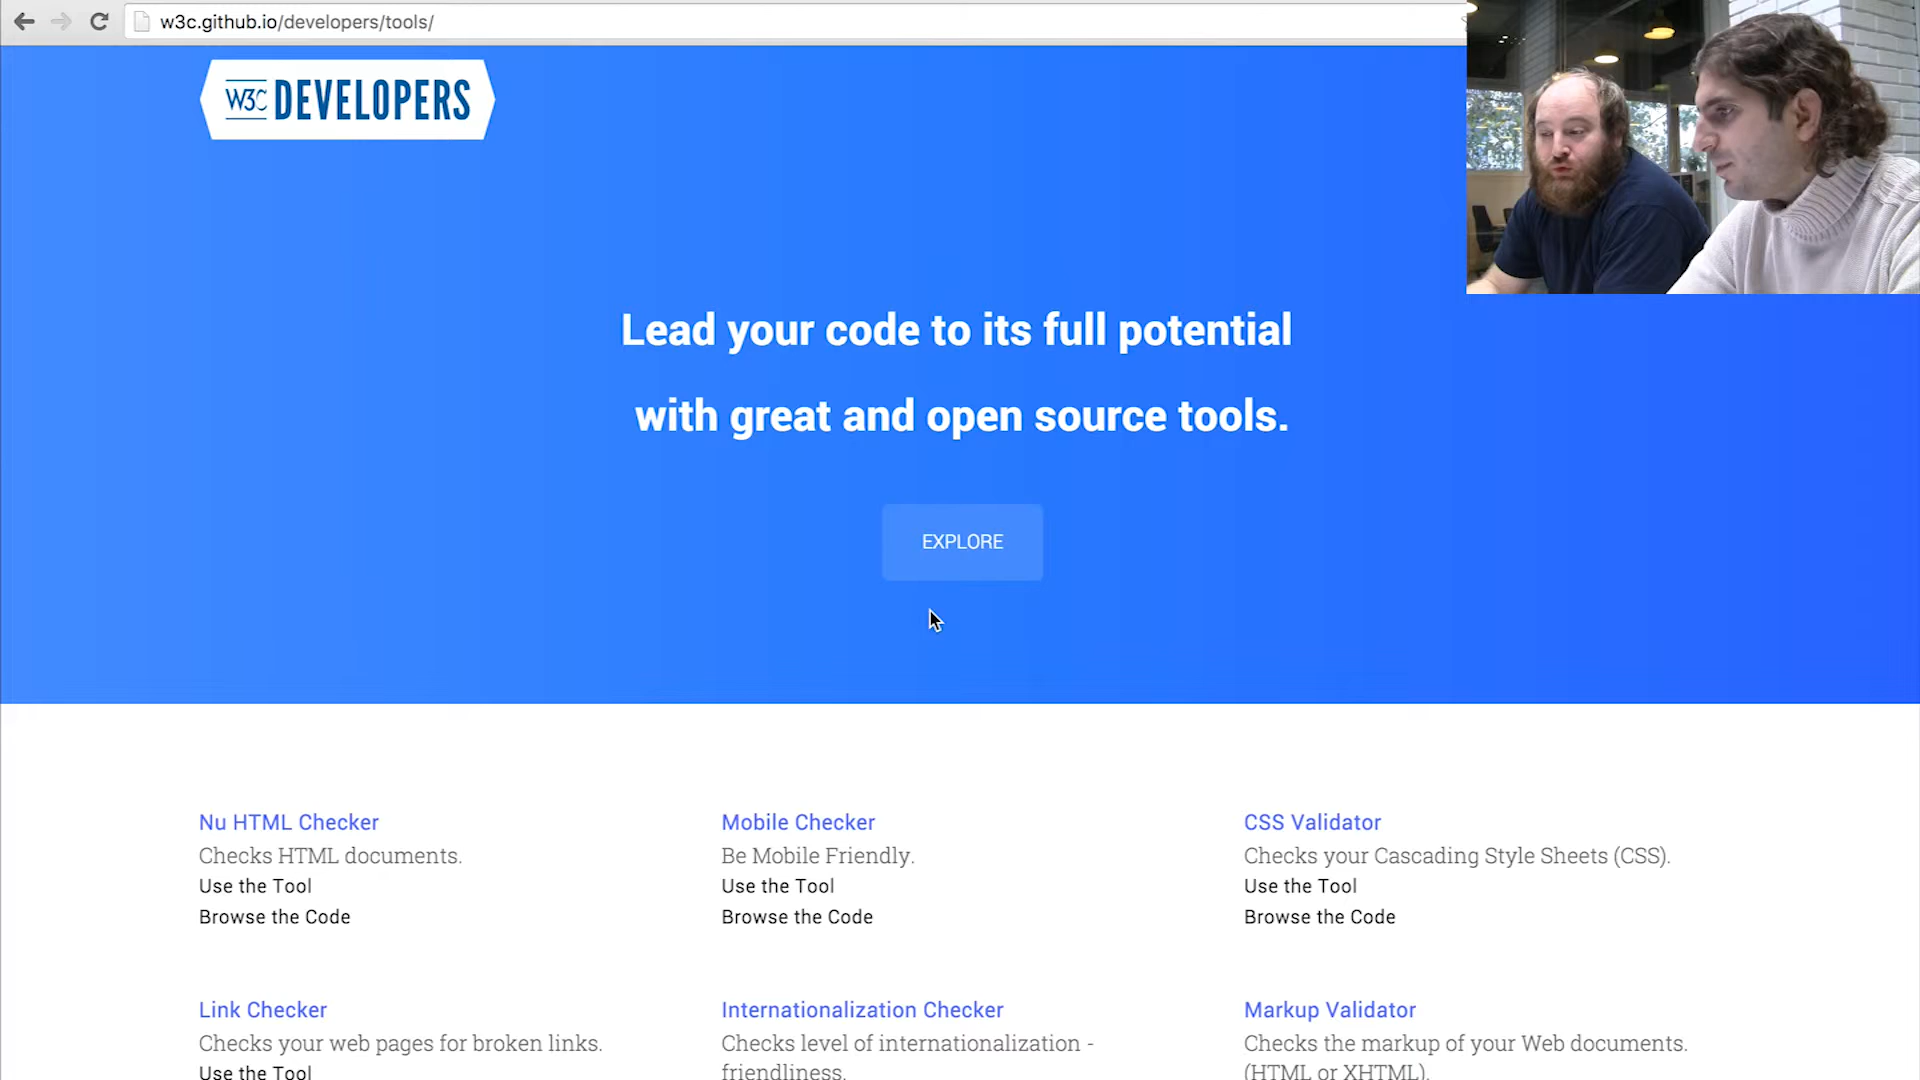 w3c.github.io/developers/tools/
W3C DEVELOPERS
Lead your code to its full potential
with great and open source tools.
EXPLORE
Nu HTML Checker
Checks HTML documents.
Use the Tool
Browse the Code
Mobile Checker
Be Mobile Friendly.
Use the Tool
Browse the Code
CSS Validator
Checks your Cascading Style Sheets (CSS).
Use the Tool
Browse the Code
Link Checker
Checks your web pages for broken links.
Use the Tool
Internationalization Checker
Checks level of internationalization -
friendliness.
Markup Validator
Checks the markup of your Web documents.
(HTML or XHTML).